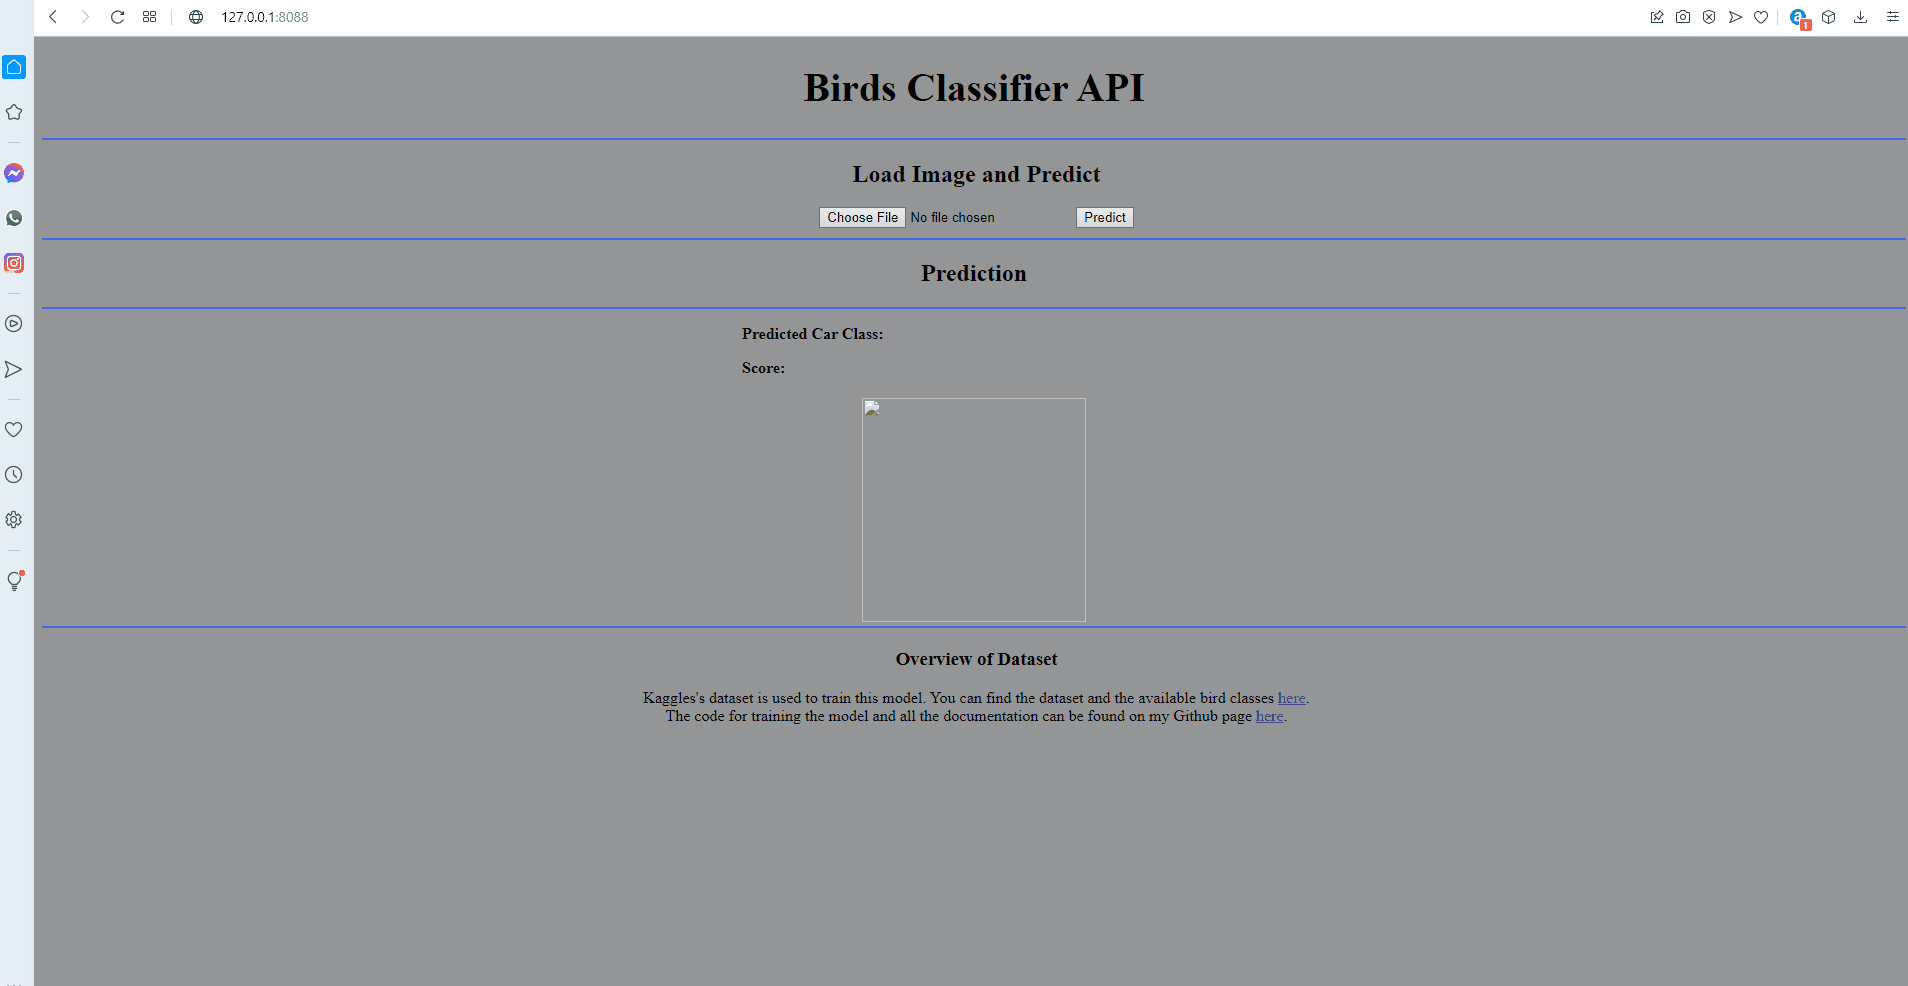 127.0.0.1:8088
1
Birds Classifier API
Load Image and Predict
Choose File No file chosen Predict
Prediction
Predicted Car Class:
Score:
Overview of Dataset
Kaggles's dataset is used to train this model. You can find the dataset and the available bird classes here.
The code for training the model and all the documentation can be found on my Github page here.